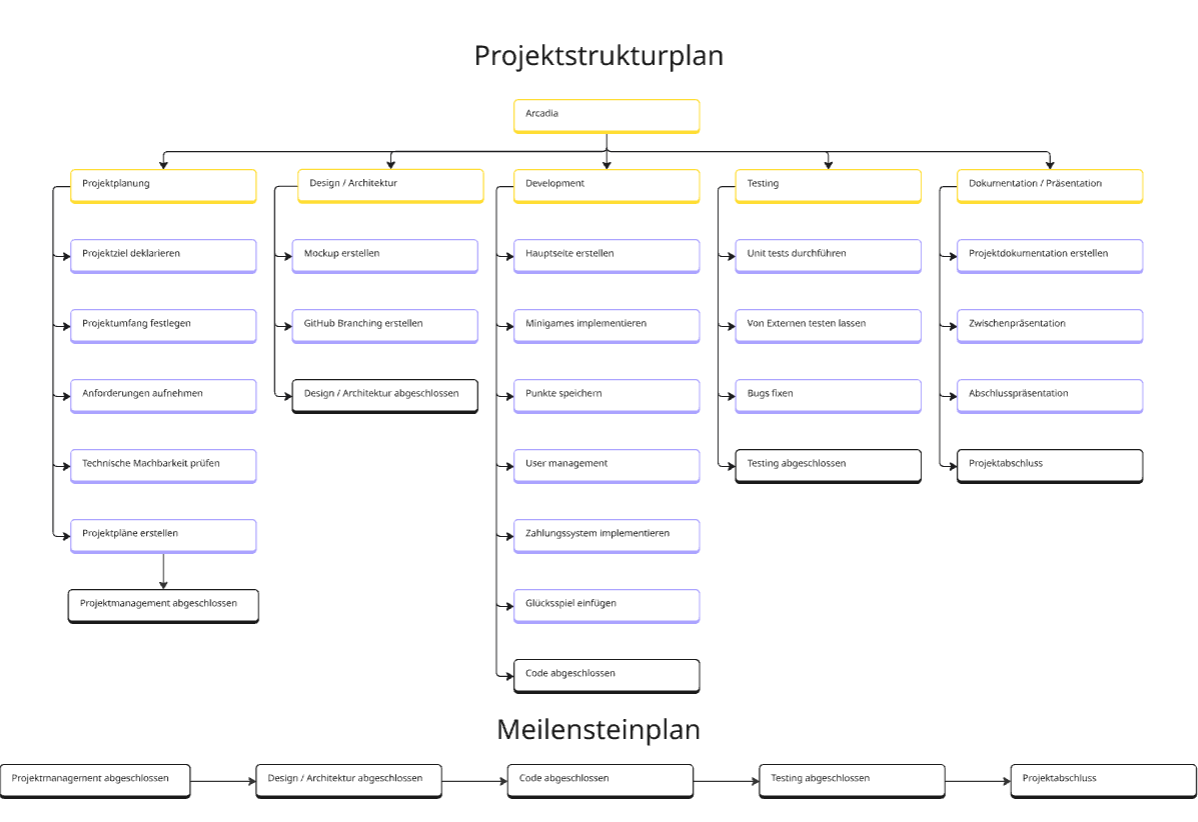 Projektstrukturplan
Arcadia
Projektplanung
Projektziel deklarieren
Projektumfang festlegen
Anforderungen aufnehmen
Technische Machbarkeit prüfen
Projektpläne erstellen
Projektmanagement abgeschlossen
Design / Architektur
Mockup erstellen
GitHub Branching erstellen
Design / Architektur abgeschlossen
Development
Hauptseite erstellen
Minigames implementieren
Punkte speichern
User management
Zahlungssystem implementieren
Glücksspiel einfügen
Code abgeschlossen
Testing
Unit tests durchführen
Von Externen testen lassen
Bugs fixen
Testing abgeschlossen
Dokumentation / Präsentation
Projektdokumentation erstellen
Zwischenpräsentation
Abschlusspräsentation
Projektabschluss
Meilensteinplan
Projektmanagement abgeschlossen
Design / Architektur abgeschlossen
Code abgeschlossen
Testing abgeschlossen
Projektabschluss